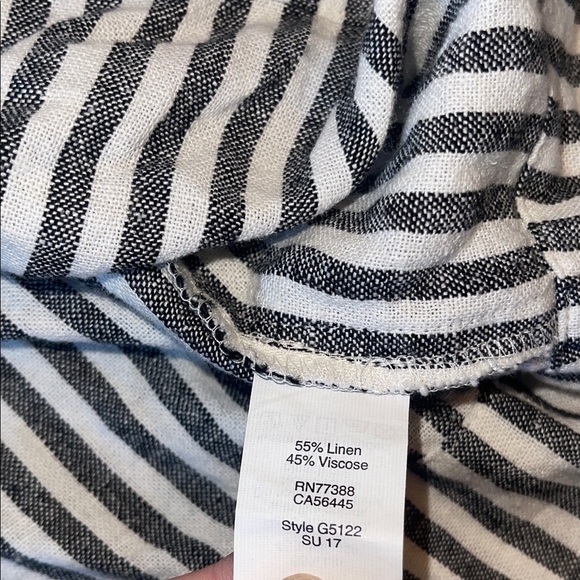 55% Linen
45% Viscose
RN77388
CA56445
Style G5122
SU 17